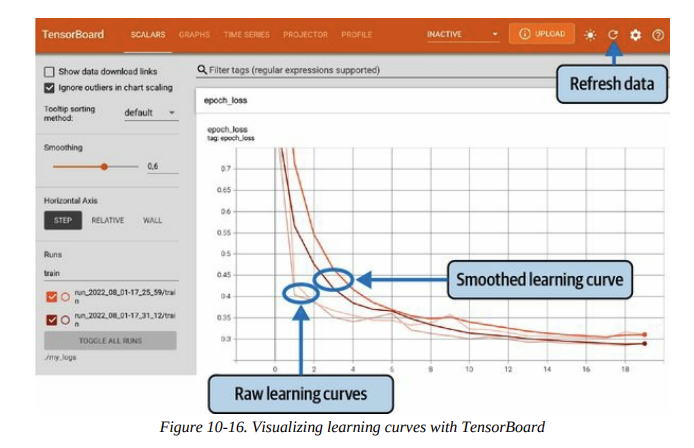 TensorBoard SCALARS GRAPHS TIME SERIES PROJECTOR PROFILE INACTIVE UPLOAD
Refresh data
Show data download links
Ignore outliers in chart scaling
Tooltip sorting
method:
default
Smoothing
0,6
Horizontal Axis
STEP RELATIVE WALL
Runs
train
run_2022_08_01-17_25_59/trai
n
run_2022_08_01-17_31_12/trai
n
TOGGLE ALL RUNS
./my_logs
Filter tags (regular expressions supported)
epoch_loss
epoch_loss
tag: epoch_loss
0.7
0.65
0.6
0.55
0.5
0.45
0.4
0.35
0.3
0 2 4 6 8 10 12 14 16 18
Smoothed learning curve
Raw learning curves
Figure 10-16. Visualizing learning curves with TensorBoard